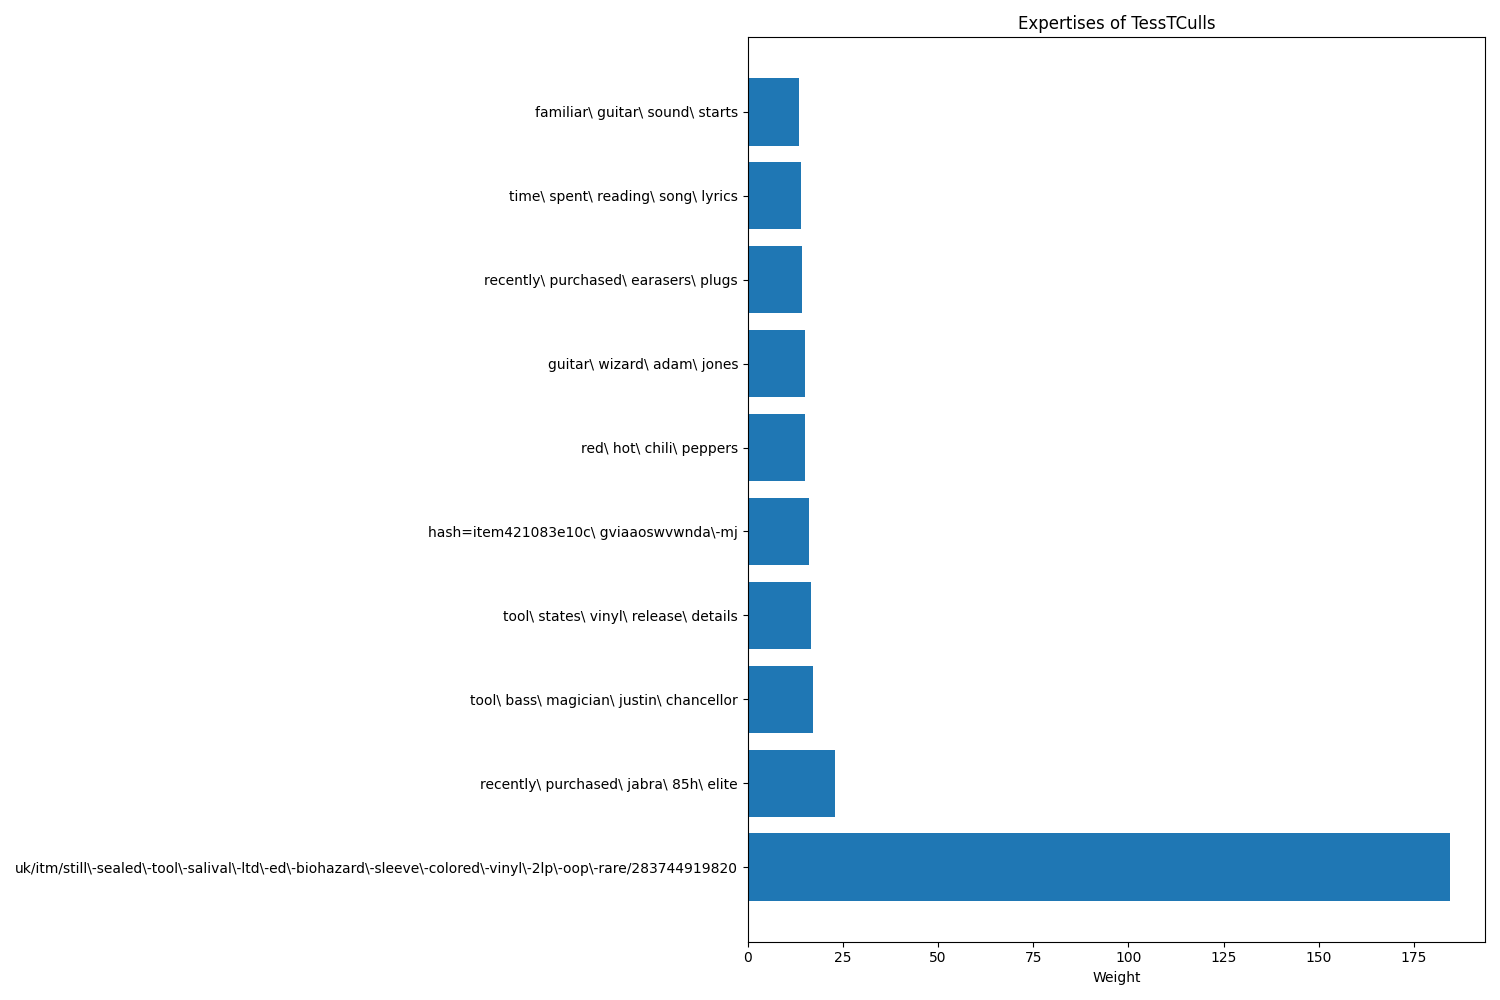 Expertises of TessTCulls
familiar\ guitar\ sound\ starts
time\ spent\ reading\ song\ lyrics
recently\ purchased\ earasers\ plugs
guitar\ wizard\ adam\ jones
red\ hot\ chili\ peppers
hash=item421083e10c\ gviaaoswvwnda\-mj
tool\ states\ vinyl\ release\ details
tool\ bass\ magician\ justin\ chancellor
recently\ purchased\ jabra\ 85h\ elite
uk/itm/still\-sealed\-tool\-salival\-ltd\-ed\-biohazard\-sleeve\-colored\-vinyl\-2lp\-oop\-rare/283744919820
0 25 50 75 100 125 150 175
Weight